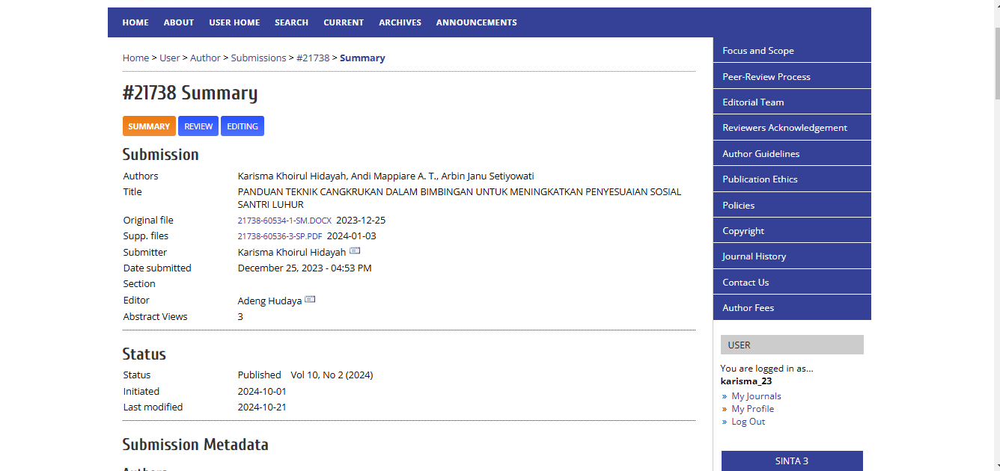 HOME ABOUT USER HOME SEARCH CURRENT ARCHIVES ANNOUNCEMENTS
Home > User > Author > Submissions > #21738 > Summary
#21738 Summary
SUMMARY REVIEW EDITING
Submission
Authors Karisma Khoirul Hidayah, Andi Mappiare A. T., Arbin Janu Setiyowati
Title PANDUAN TEKNIK CANGKRUKAN DALAM BIMBINGAN UNTUK MENINGKATKAN PENYESUAIAN SOSIAL
SANTRI LUHUR
Original file 21738-60534-1-SM.DOCX 2023-12-25
Supp. files 21738-60536-3-SP.PDF 2024-01-03
Submitter Karisma Khoirul Hidayah
Date submitted December 25, 2023 - 04:53 PM
Section
Editor Adeng Hudaya
Abstract Views 3
Status
Status Published Vol 10, No 2 (2024)
Initiated 2024-10-01
Last modified 2024-10-21
Submission Metadata
Authors
Focus and Scope
Peer-Review Process
Editorial Team
Reviewers Acknowledgement
Author Guidelines
Publication Ethics
Policies
Copyright
Journal History
Contact Us
Author Fees
USER
You are logged in as...
karisma_23
» My Journals
» My Profile
» Log Out
SINTA 3